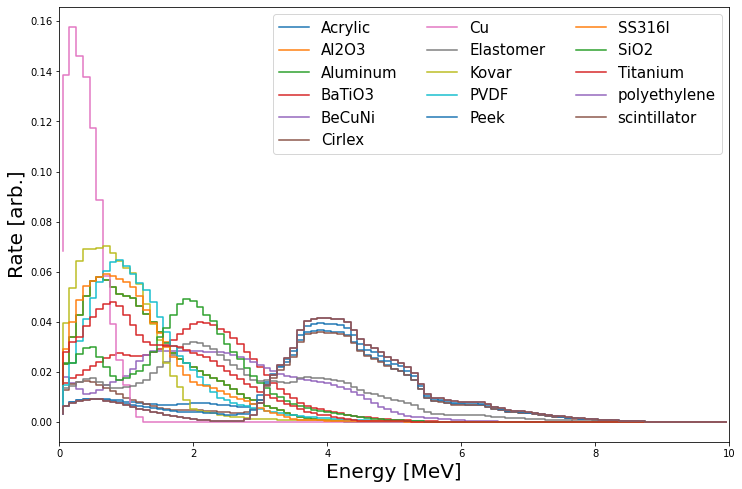 0.16
0.14
0.12
0.10
0.08
0.06
0.04
0.02
0.00
Rate [arb.]
Acrylic
Al2O3
Aluminum
BaTiO3
BeCuNi
Cirlex
Cu
Elastomer
Kovar
PVDF
Peek
SS316l
SiO2
Titanium
polyethylene
scintillator
0
2
4
6
8
10
Energy [MeV]